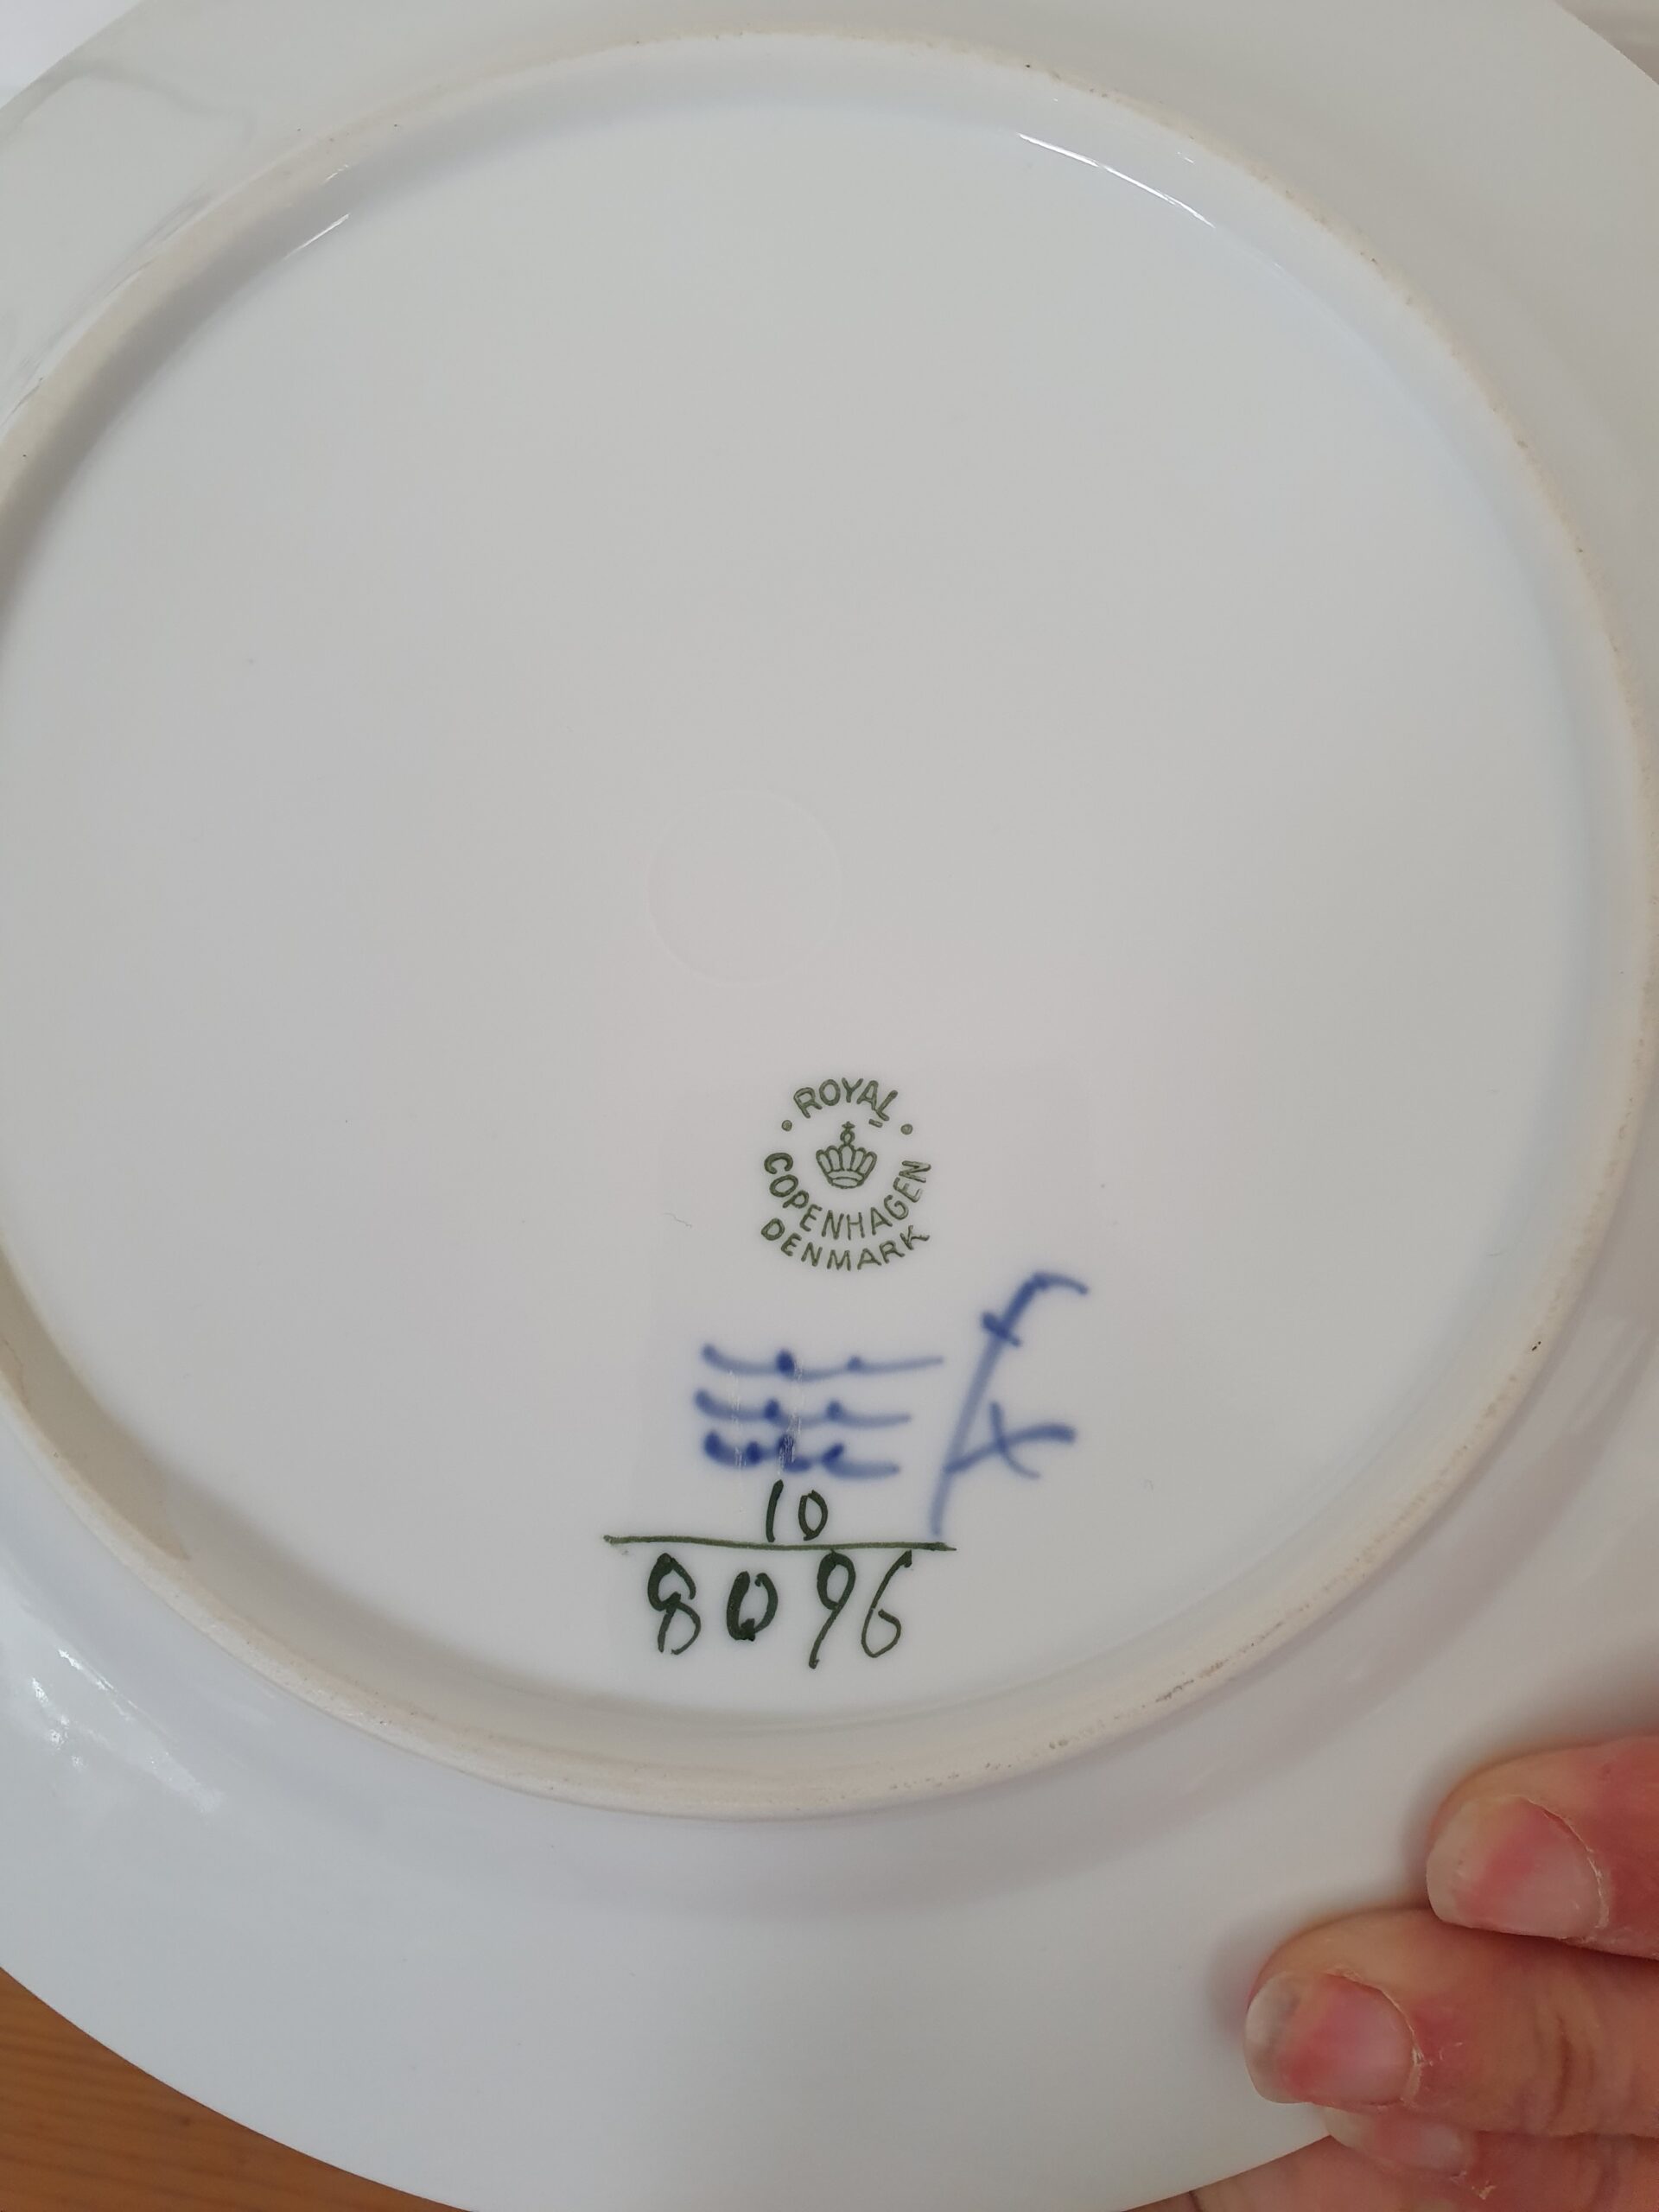 · ROYAL ·
COPENHAGEN
DENMARK
10
8096